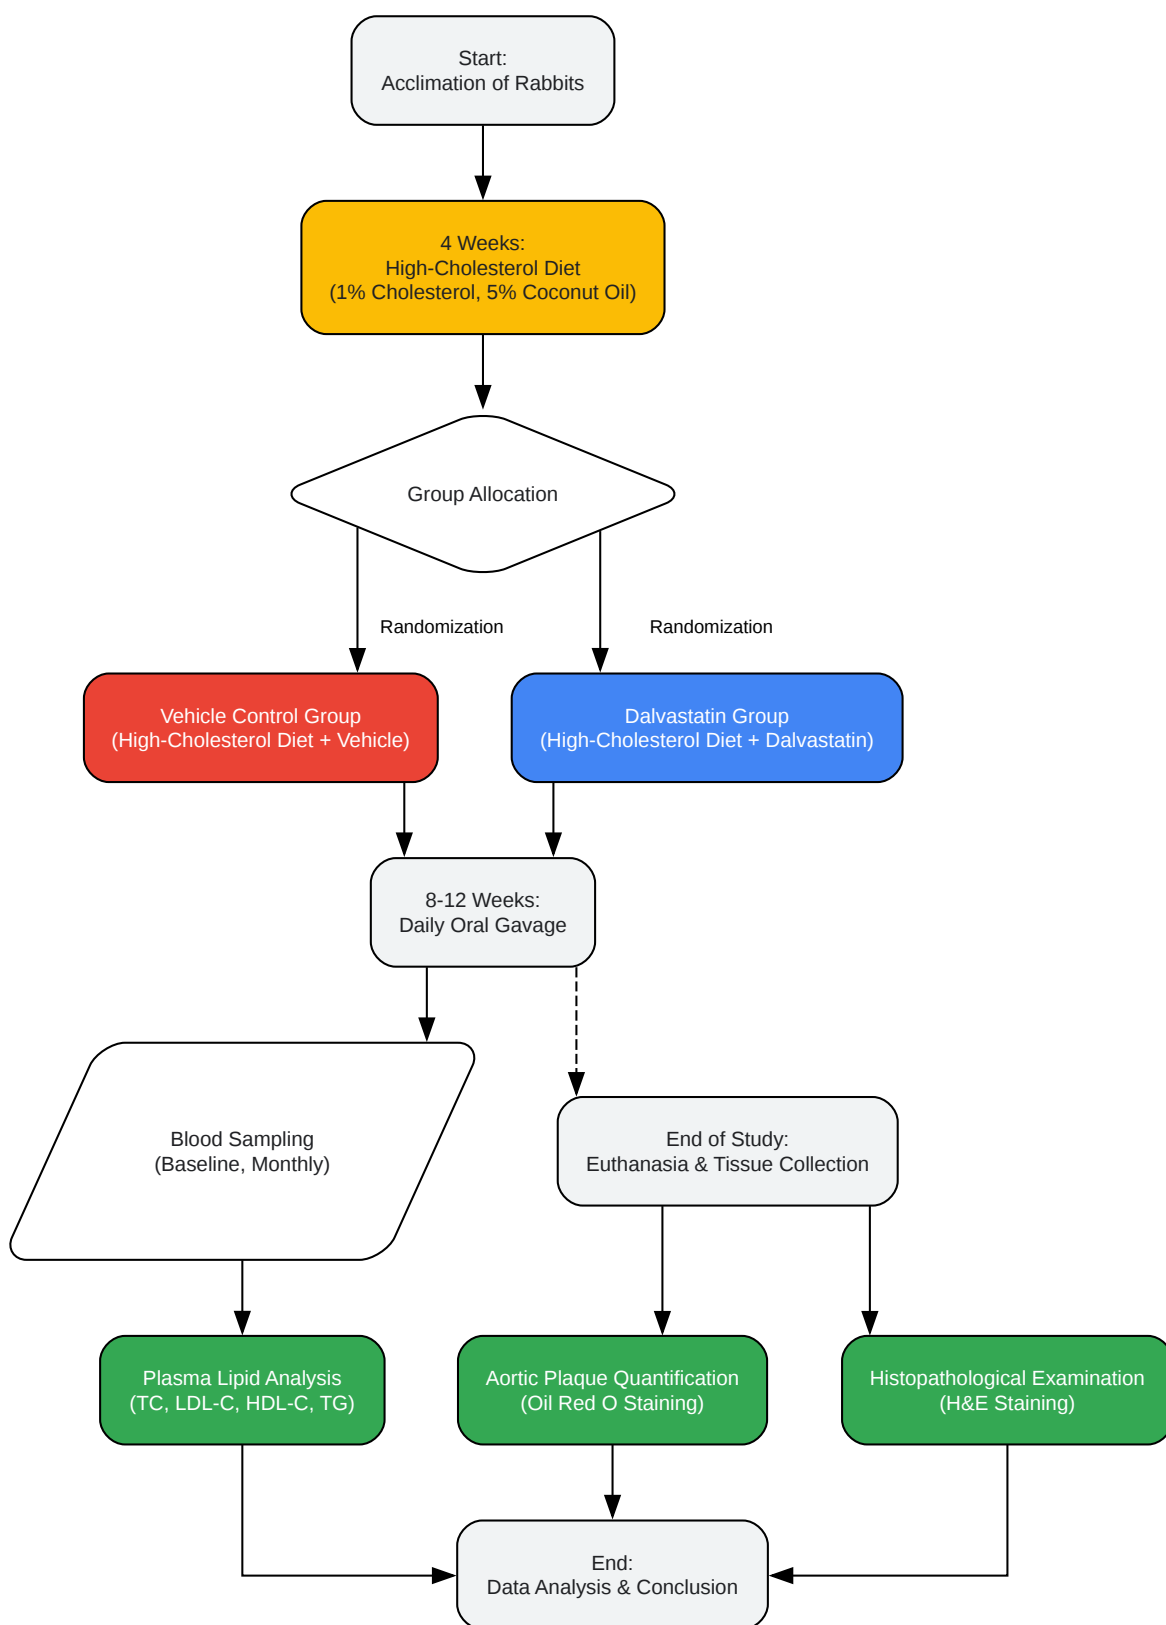 Start:
Acclimation of Rabbits
4 Weeks:
High-Cholesterol Diet
(1% Cholesterol, 5% Coconut Oil)
Group Allocation
Randomization
Randomization
Vehicle Control Group
(High-Cholesterol Diet + Vehicle)
Dalvastatin Group
(High-Cholesterol Diet + Dalvastatin)
8-12 Weeks:
Daily Oral Gavage
Blood Sampling
(Baseline, Monthly)
End of Study:
Euthanasia & Tissue Collection
Plasma Lipid Analysis
(TC, LDL-C, HDL-C, TG)
Aortic Plaque Quantification
(Oil Red O Staining)
Histopathological Examination
(H&E Staining)
End:
Data Analysis & Conclusion